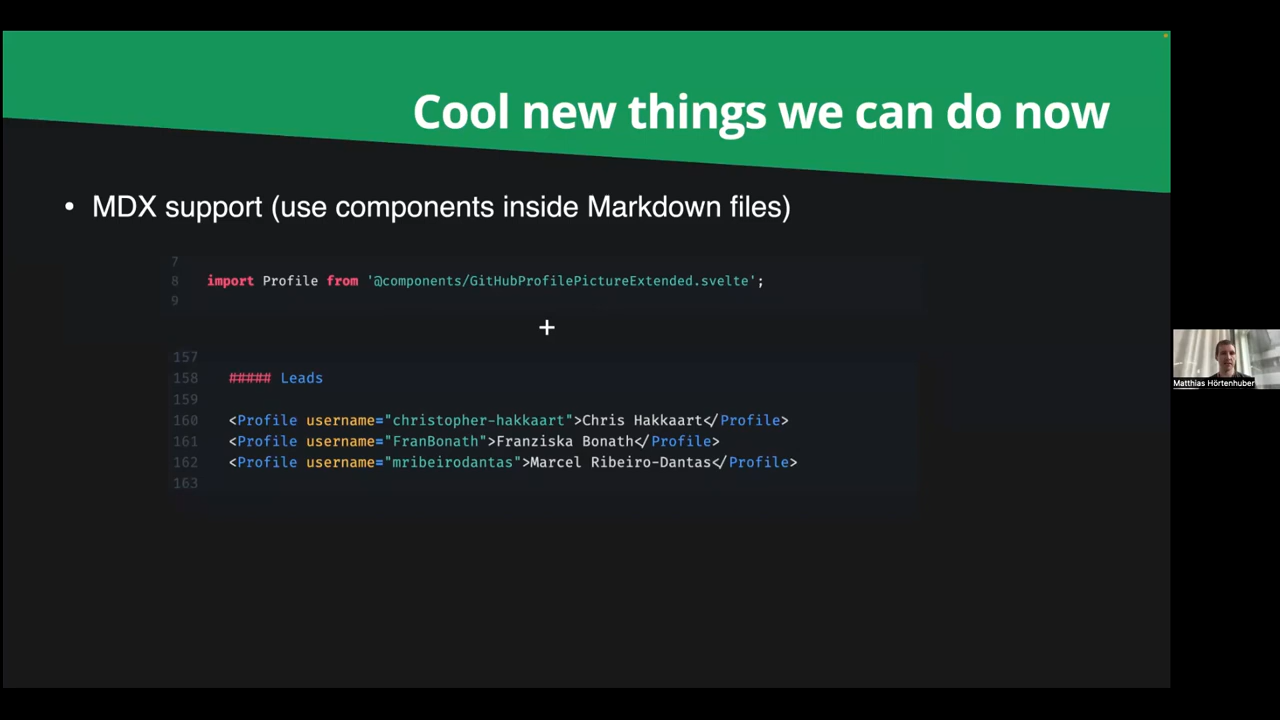 Cool new things we can do now
• MDX support (use components inside Markdown files)
7
8 import Profile from '@components/GitHubProfilePictureExtended.svelte';
9
+
157
158 ##### Leads
159
160 <Profile username="christopher-hakkaart">Chris Hakkaart</Profile>
161 <Profile username="FranBonath">Franziska Bonath</Profile>
162 <Profile username="mribeirodantas">Marcel Ribeiro-Dantas</Profile>
163
Matthias Hörtenhuber